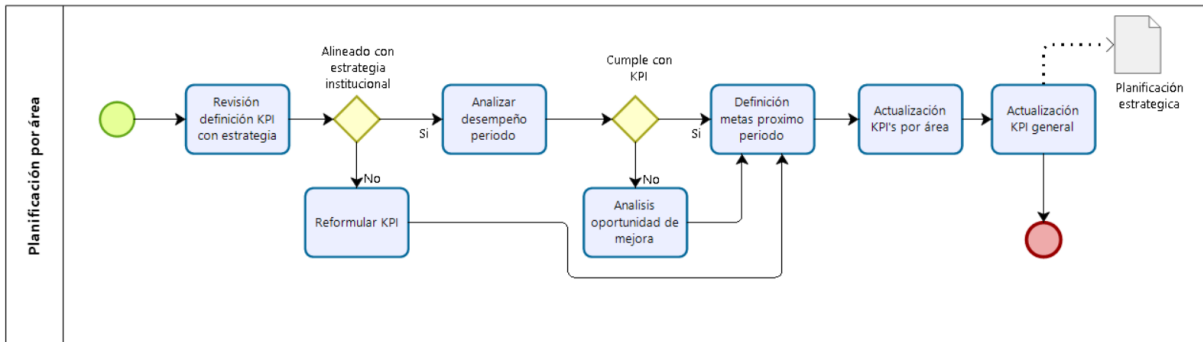 Planificación por área
Revisión
definición KPI
con estrategia
Alineado con
estrategia
institucional
Si
No
Reformular KPI
Analizar
desempeño
periodo
Cumple con
KPI
Si
No
Analisis
oportunidad de
mejora
Definición
metas proximo
periodo
Actualización
KPI's por área
Actualización
KPI general
Planificación
estrategica